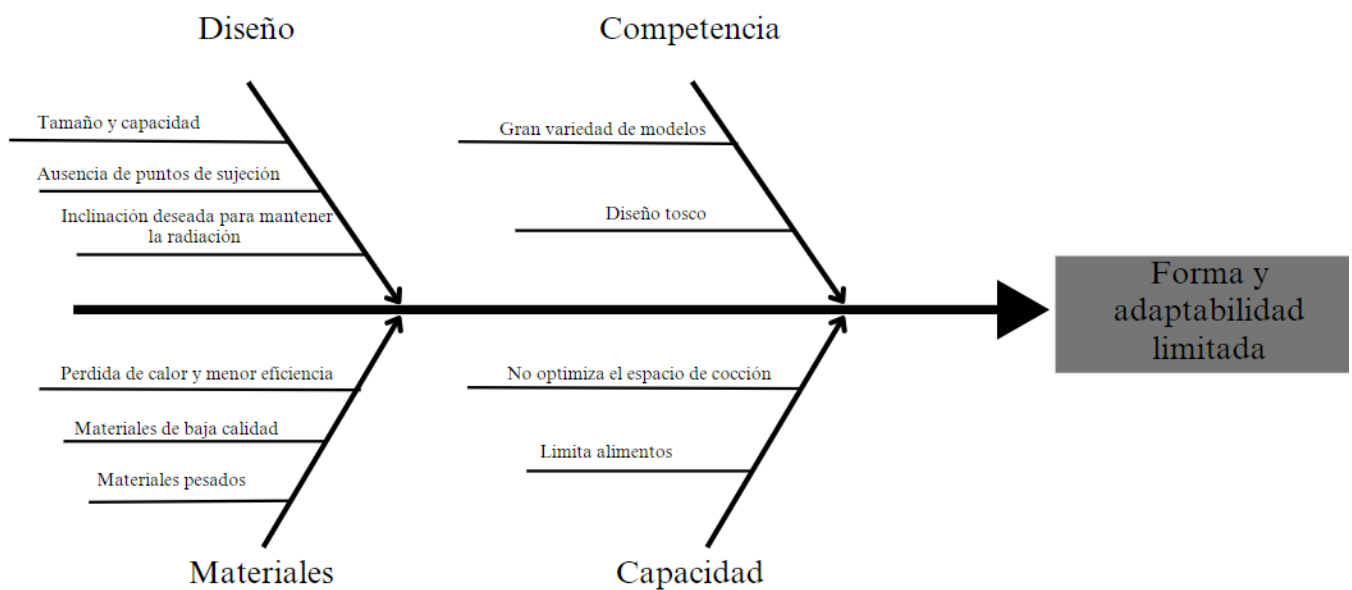 Diseño
Competencia
Tamaño y capacidad
Ausencia de puntos de sujeción
Inclinación deseada para mantener
la radiación
Gran variedad de modelos
Diseño tosco
Forma y
adaptabilidad
limitada
Perdida de calor y menor eficiencia
Materiales de baja calidad
Materiales pesados
No optimiza el espacio de cocción
Limita alimentos
Materiales
Capacidad